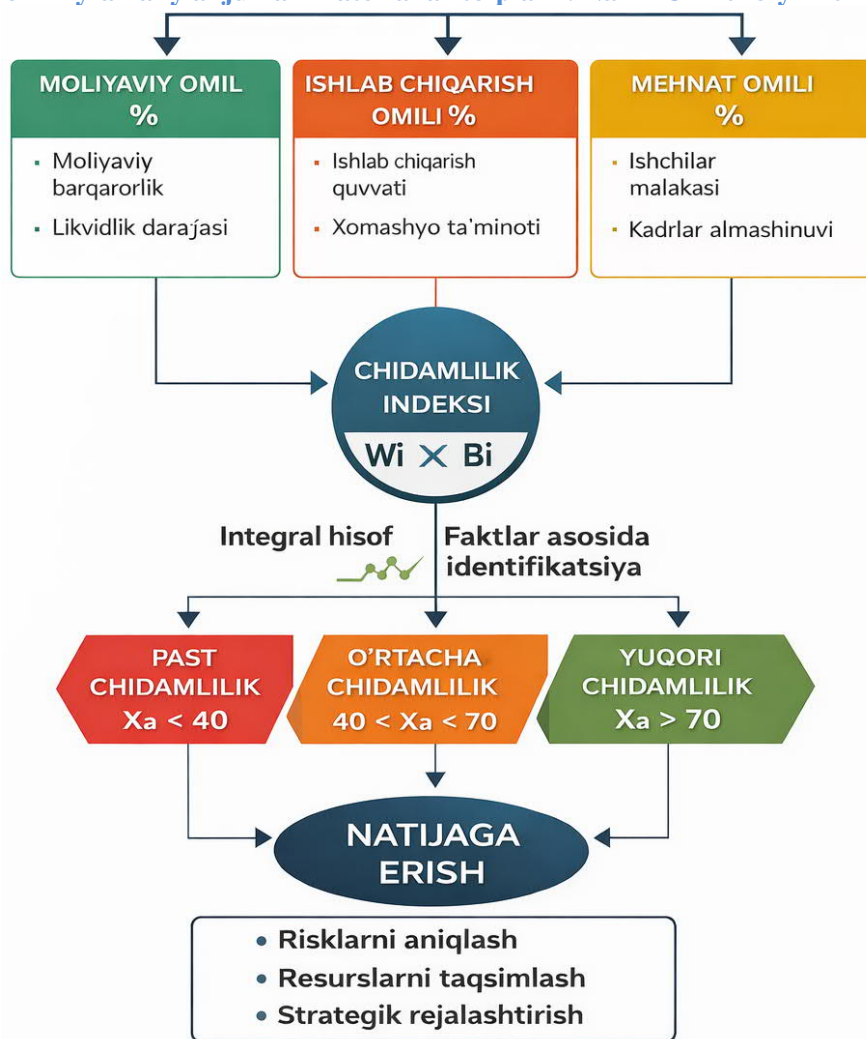 MOLIYAVIY OMIL
%
▪ Moliyaviy
barqarorlik
▪ Likvidlik darajasi
ISHLAB CHIQARISH
OMILI %
▪ Ishlab chiqarish
quvvati
▪ Xomashyo ta'minoti
MEHNAT OMILI
%
▪ Ishchilar
malakasi
▪ Kadrlar almashinuvi
CHIDAMLILIK
INDEKSI
Wi X Bi
Integral hisof
Faktlar asosida
identifikatsiya
PAST
CHIDAMLILIK
Xa < 40
O'RTACHA
CHIDAMLILIK
40 < Xa < 70
YUQORI
CHIDAMLILIK
Xa > 70
NATIJAGA
ERISH
• Risklarni aniqlash
• Resurslarni taqsimlash
• Strategik rejalashtirish